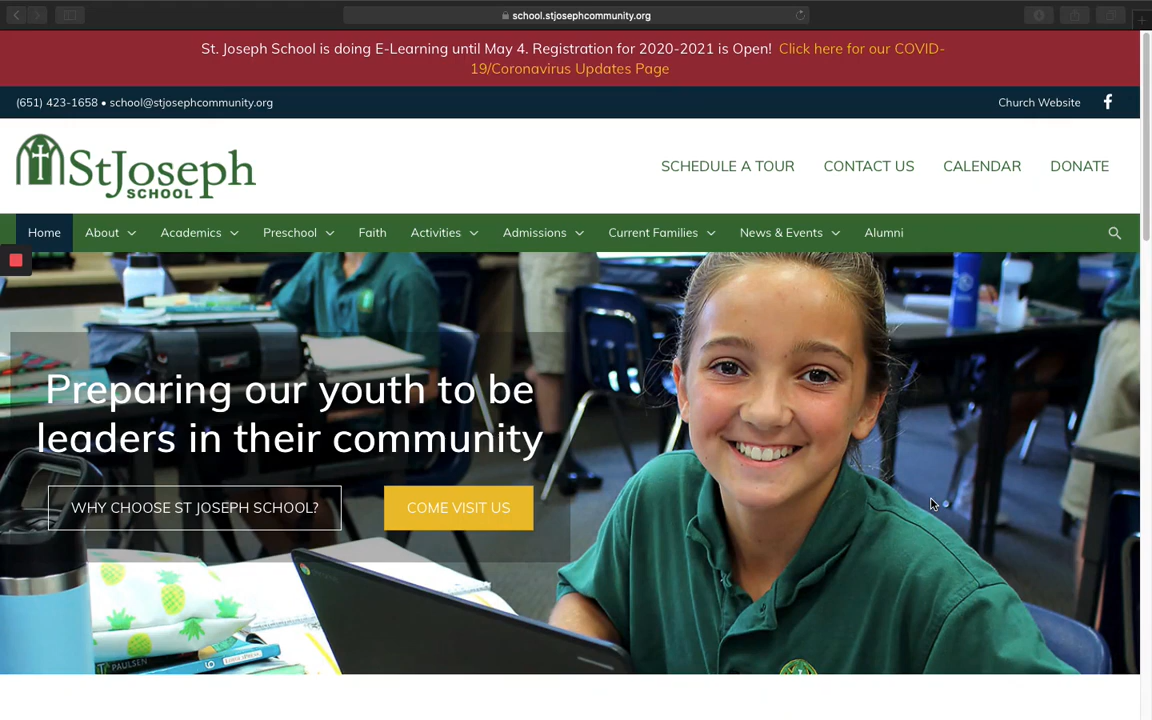 school.stjosephcommunity.org
St. Joseph School is doing E-Learning until May 4. Registration for 2020-2021 is Open! Click here for our COVID-
19/Coronavirus Updates Page
(651) 423-1658 • school@stjosephcommunity.org
Church Website
StJoseph
SCHOOL
SCHEDULE A TOUR
CONTACT US
CALENDAR
DONATE
Home
About
Academics
Preschool
Faith
Activities
Admissions
Current Families
News & Events
Alumni
Preparing our youth to be
leaders in their community
WHY CHOOSE ST JOSEPH SCHOOL?
COME VISIT US
PAULSEN